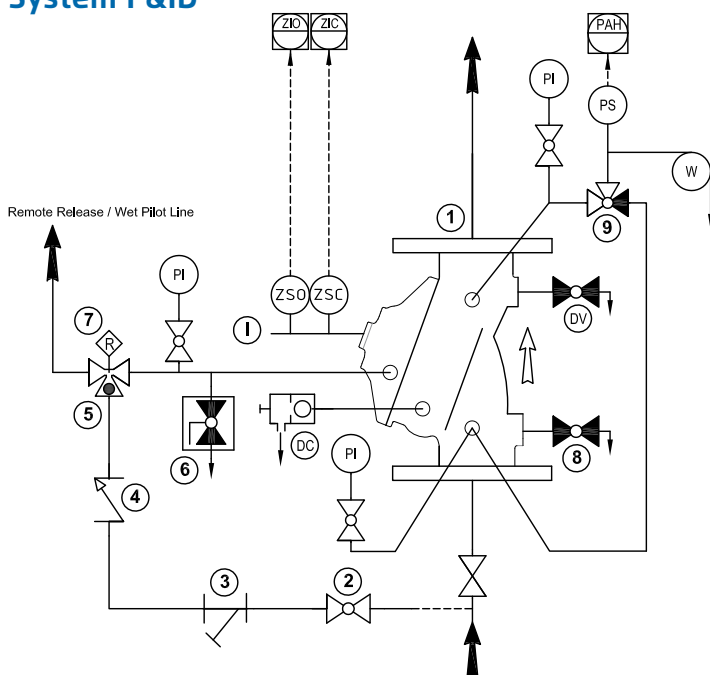 System P&ID
ZIO
ZIC
PAH
PI
PS
W
1
9
Remote Release / Wet Pilot Line
PI
ZSO
ZSC
I
7
R
DV
5
6
DC
PI
8
4
3
2